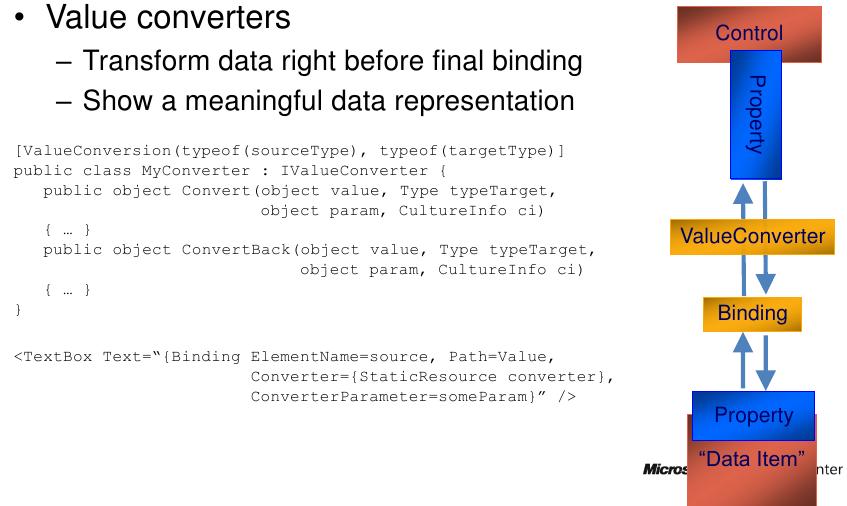 • Value converters
– Transform data right before final binding
– Show a meaningful data representation
[ValueConversion(typeof(sourceType), typeof(targetType)]
public class MyConverter : IValueConverter {
   public object Convert(object value, Type typeTarget,
                         object param, CultureInfo ci)
   { … }
   public object ConvertBack(object value, Type typeTarget,
                             object param, CultureInfo ci)
   { … }
}
<TextBox Text=“{Binding ElementName=source, Path=Value,
                        Converter={StaticResource converter},
                        ConverterParameter=someParam}” />
Control
Property
ValueConverter
Binding
Property
“Data Item”